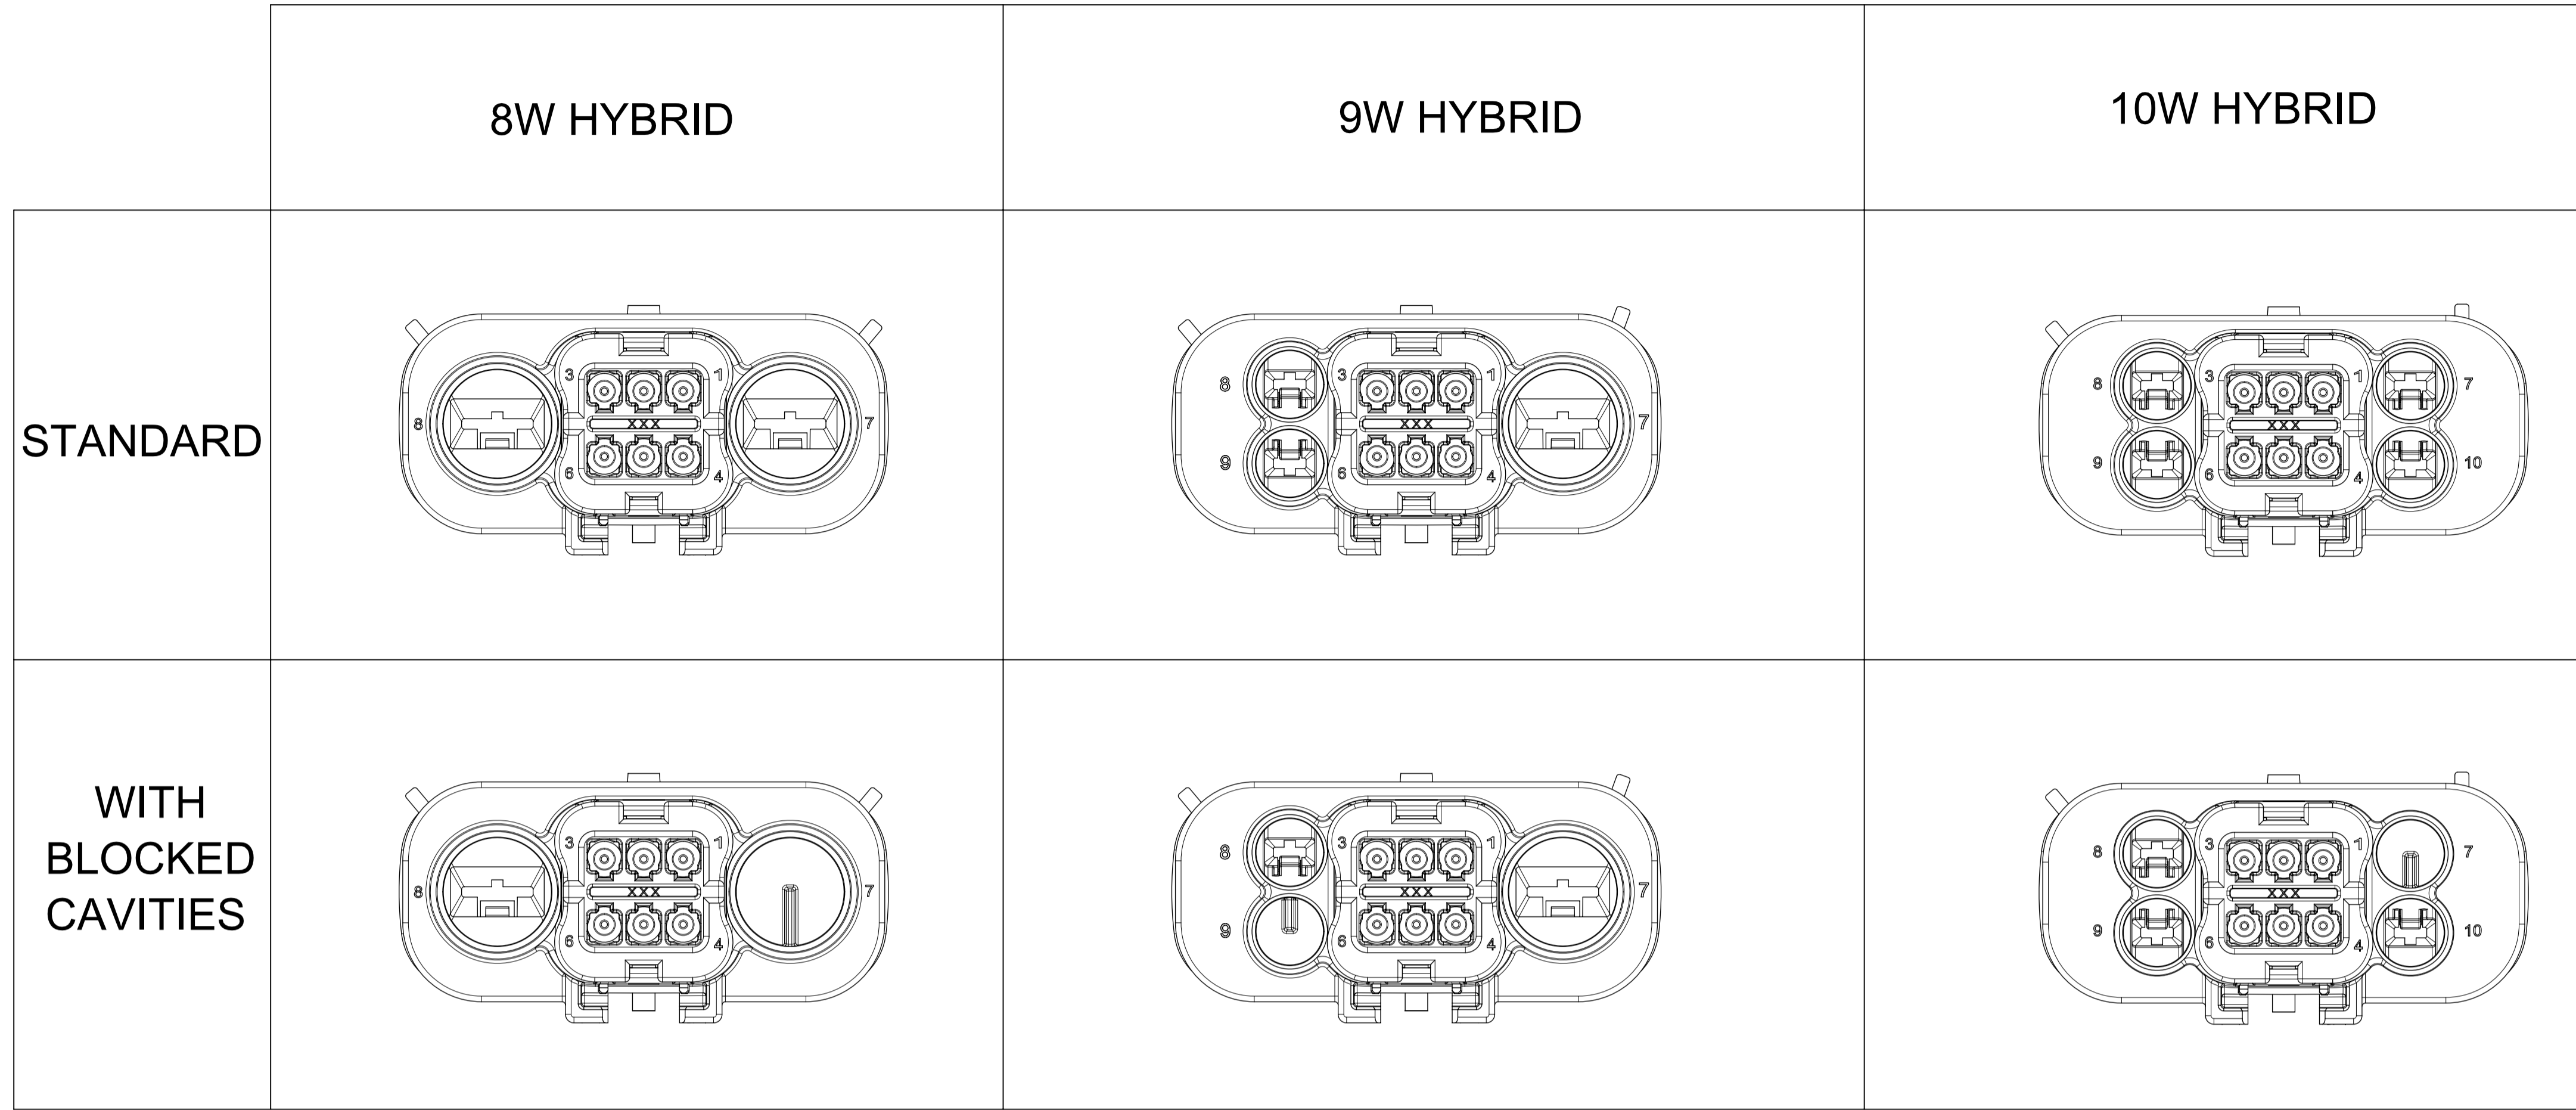 8W HYBRID
9W HYBRID
10W HYBRID
STANDARD
3 1
8 XXX 7
6 4
8 3 1
XXX 7
9 6 4
8 3 1 7
XXX
9 6 4 10
WITH
BLOCKED
CAVITIES
3 1
8 XXX 7
6 4
8 3 1
XXX 7
9 6 4
8 3 1 7
XXX
9 6 4 10